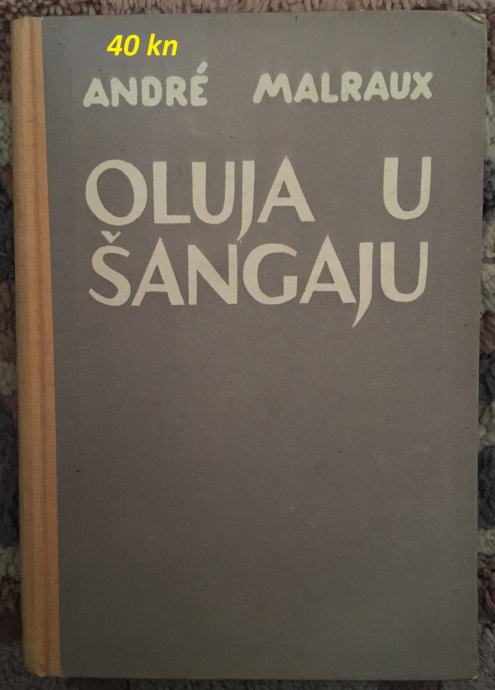 40 kn
ANDRÉ MALRAUX
OLUJA U
ŠANGAJU